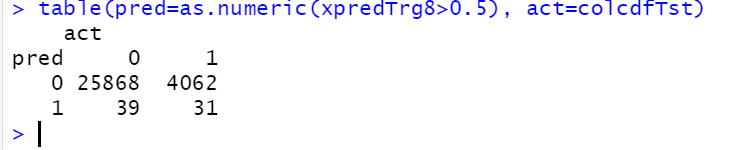 > table(pred=as.numeric(xpredTrg8>0.5), act=colcdfTst)
act
pred 0 1
0 25868 4062
1 39 31
>